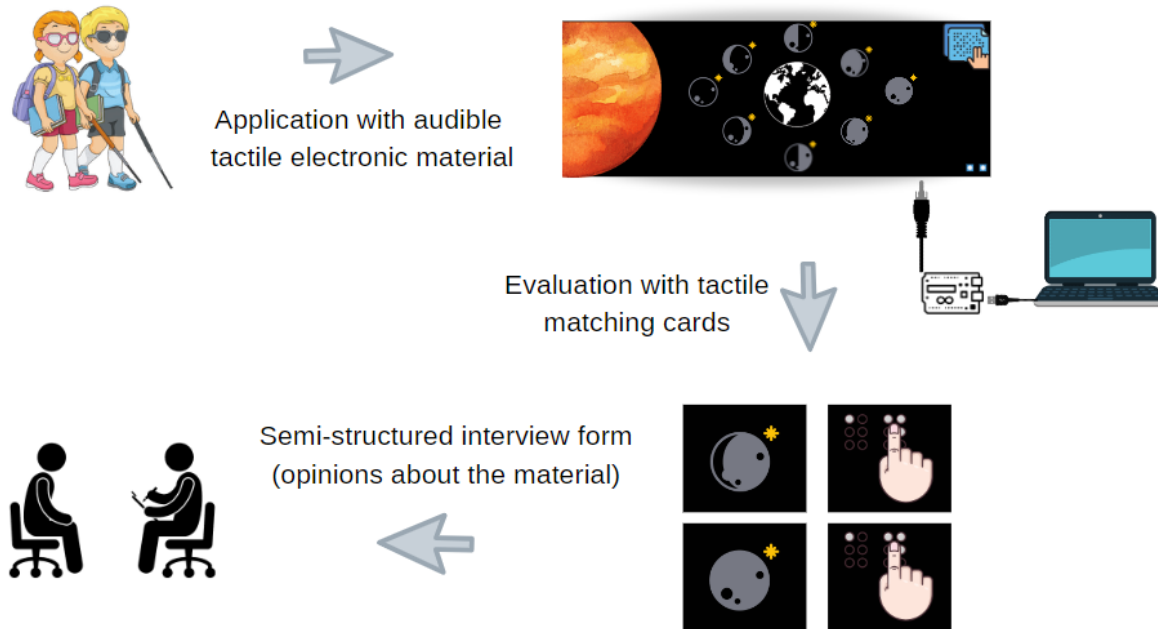 Application with audible
tactile electronic material
Evaluation with tactile
matching cards
Semi-structured interview form
(opinions about the material)